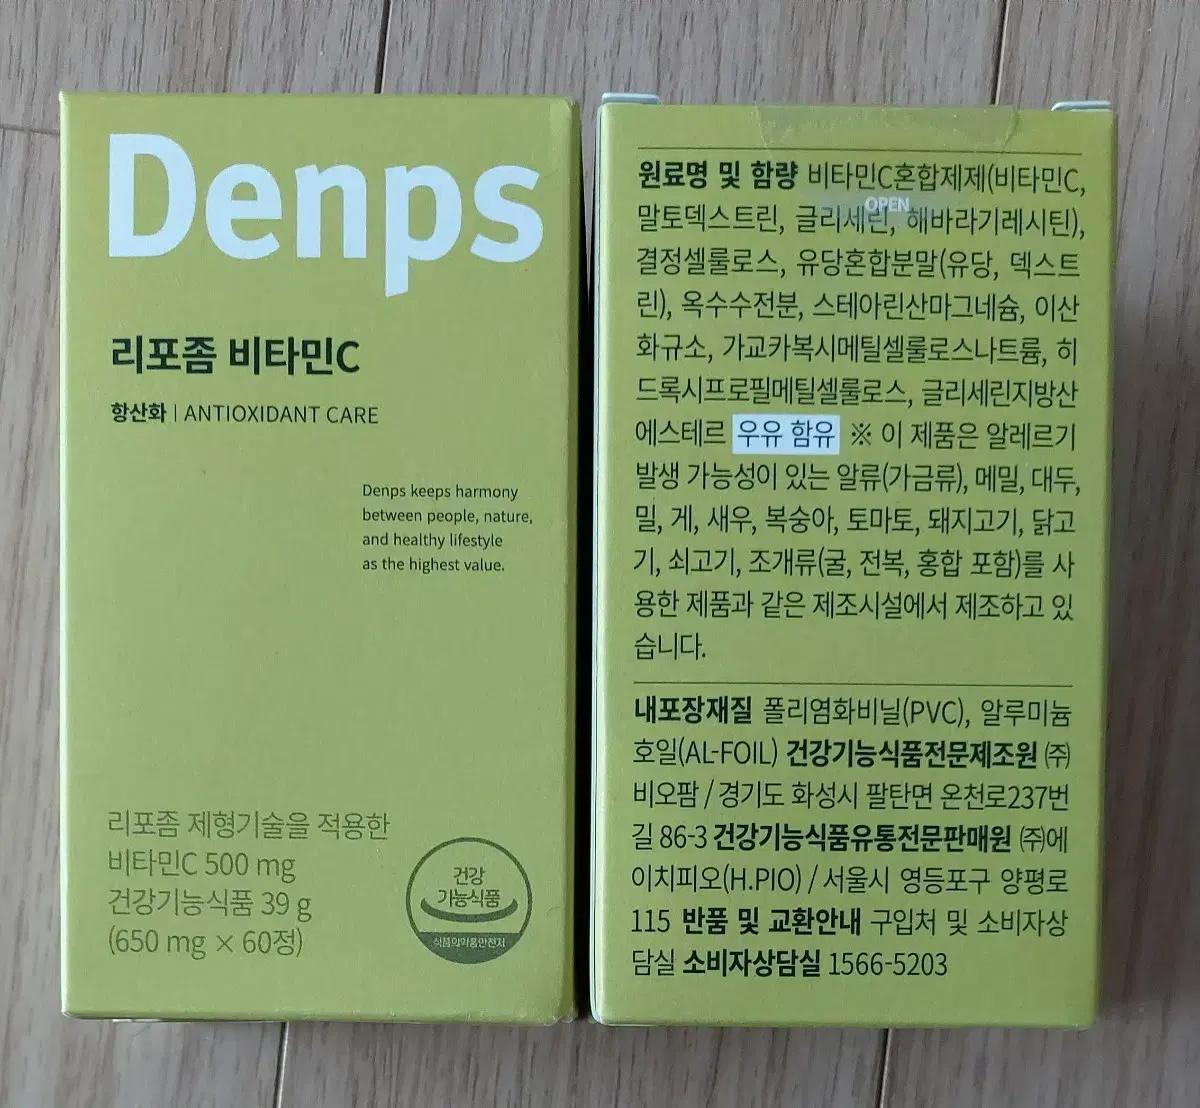 Denps
리포좀 비타민C
항산화 | ANTIOXIDANT CARE
Denps keeps harmony
between people, nature,
and healthy lifestyle
as the highest value.
리포좀 제형기술을 적용한
비타민C 500 mg
건강기능식품 39 g
(650 mg × 60정)
건강
기능식품
식품의약품안전처
원료명 및 함량 비타민C혼합제제(비타민C,
OPEN
말토덱스트린, 글리세린, 해바라기레시틴),
결정셀룰로스, 유당혼합분말(유당, 덱스트
린), 옥수수전분, 스테아린산마그네슘, 이산
화규소, 가교카복시메틸셀룰로스나트륨, 히
드록시프로필메틸셀룰로스, 글리세린지방산
에스테르 우유 함유 ※ 이 제품은 알레르기
발생 가능성이 있는 알류(가금류), 메밀, 대두,
밀, 게, 새우, 복숭아, 토마토, 돼지고기, 닭고
기, 쇠고기, 조개류(굴, 전복, 홍합 포함)를 사
용한 제품과 같은 제조시설에서 제조하고 있
습니다.
내포장재질 폴리염화비닐(PVC), 알루미늄
호일(AL-FOIL) 건강기능식품전문제조원 ㈜
비오팜 / 경기도 화성시 팔탄면 온천로237번
길 86-3 건강기능식품유통전문판매원 ㈜에
이치피오(H.PIO) / 서울시 영등포구 양평로
115 반품 및 교환안내 구입처 및 소비자상
담실 소비자상담실 1566-5203